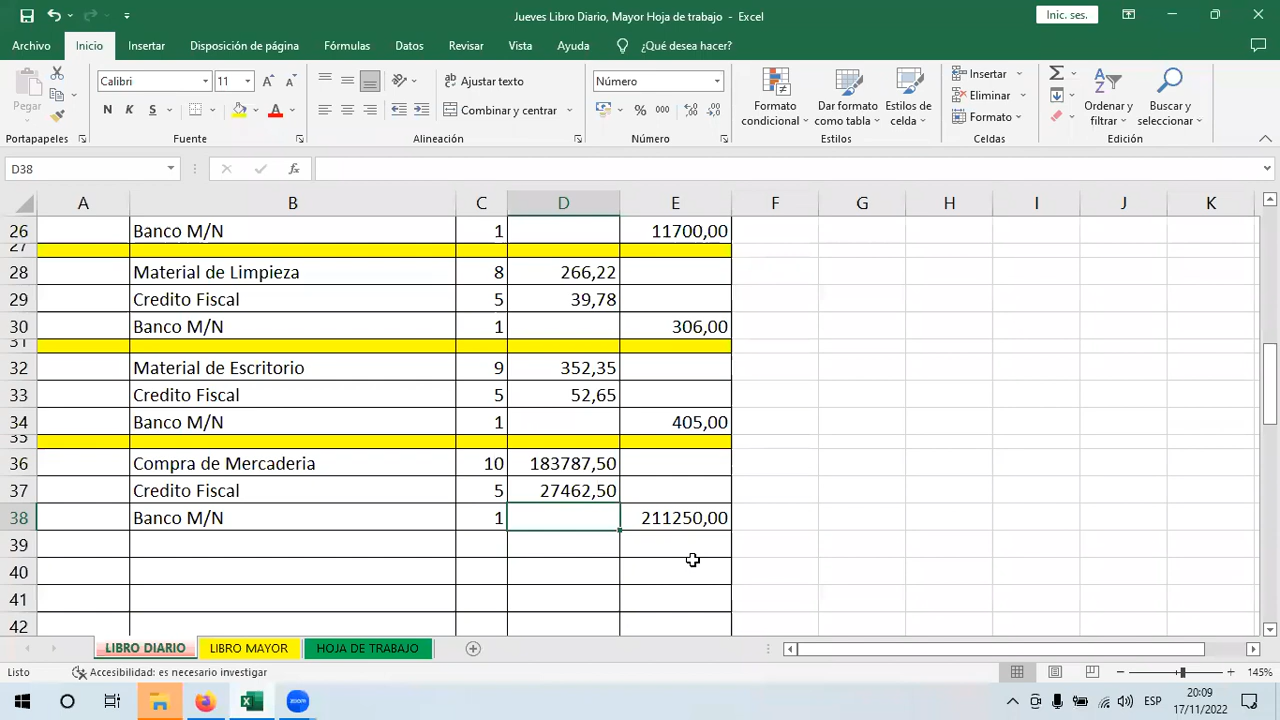 Jueves Libro Diario, Mayor Hoja de trabajo - Excel
Inic. ses.
Archivo Inicio Insertar Disposición de página Fórmulas Datos Revisar Vista Ayuda ¿Qué desea hacer?
Pegar
Calibri 11
N K S
Ajustar texto
Combinar y centrar
Número
% 000
Formato condicional
Dar formato como tabla
Estilos de celda
Insertar
Eliminar
Formato
Ordenar y filtrar
Buscar y seleccionar
Portapapeles Fuente Alineación Número Estilos Celdas Edición
D38 fx
A B C D E F G H I J K
26 Banco M/N 1 11700,00
27
28 Material de Limpieza 8 266,22
29 Credito Fiscal 5 39,78
30 Banco M/N 1 306,00
31
32 Material de Escritorio 9 352,35
33 Credito Fiscal 5 52,65
34 Banco M/N 1 405,00
35
36 Compra de Mercaderia 10 183787,50
37 Credito Fiscal 5 27462,50
38 Banco M/N 1 211250,00
39
40
41
42
LIBRO DIARIO LIBRO MAYOR HOJA DE TRABAJO
Listo Accesibilidad: es necesario investigar 145%
zoom
ESP
20:09
17/11/2022